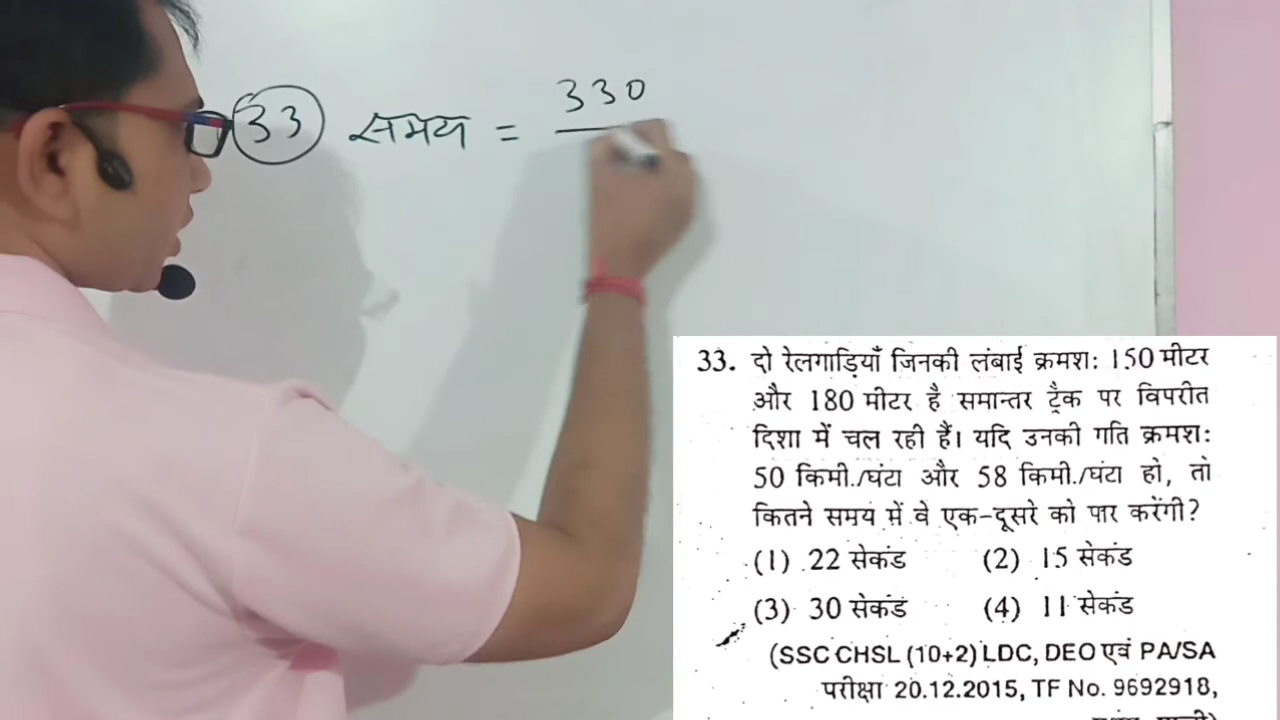 33 समय = 330
33. दो रेलगाड़ियाँ जिनकी लंबाई क्रमश: 150 मीटर
और 180 मीटर है समान्तर ट्रैक पर विपरीत
दिशा में चल रही हैं। यदि उनकी गति क्रमश:
50 किमी./घंटा और 58 किमी./घंटा हो, तो
कितने समय में वे एक-दूसरे को पार करेंगी?
(1) 22 सेकंड (2) 15 सेकंड
(3) 30 सेकंड (4) 11 सेकंड
(SSC CHSL (10+2) LDC, DEO एवं PA/SA
परीक्षा 20.12.2015, TF No. 9692918,